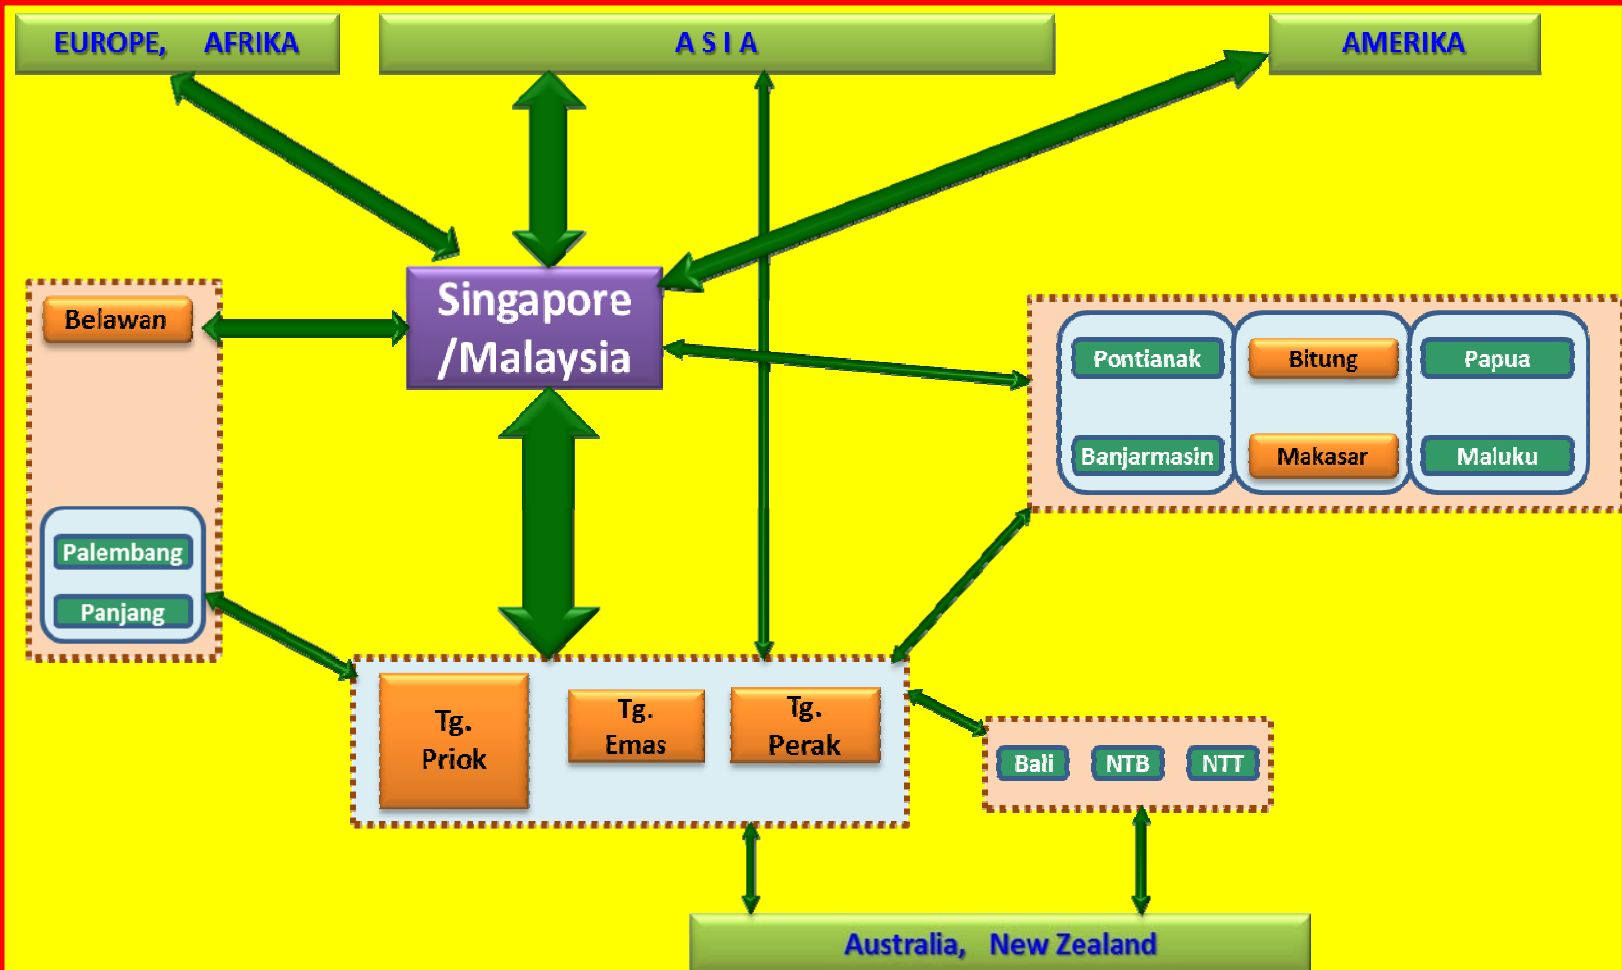 EUROPE, AFRIKA
A S I A
AMERIKA
Singapore
/Malaysia
Belawan
Palembang
Panjang
Pontianak
Bitung
Papua
Banjarmasin
Makasar
Maluku
Tg.
Priok
Tg.
Emas
Tg.
Perak
Bali
NTB
NTT
Australia, New Zealand